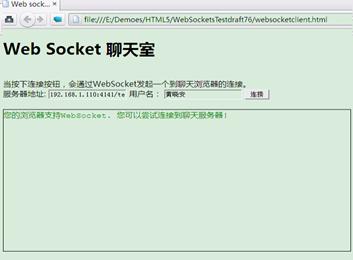 Web socket...
file:///E:/Demoes/HTML5/WebSocketsTestdraft76/websocketclient.html
Web Socket 聊天室
当按下连接按钮，会通过WebSocket发起一个到聊天浏览器的连接。
服务器地址: 192.168.1.110:4141/te 用户名： 黄晓安 连接
您的浏览器支持WebSocket. 您可以尝试连接到聊天服务器!